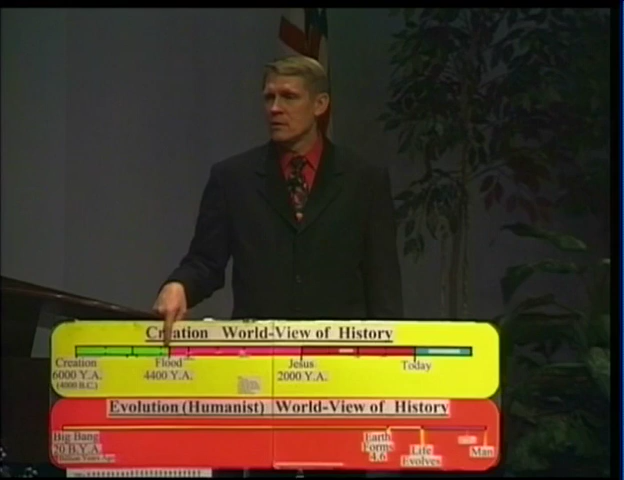 Creation World-View of History
Creation Flood Jesus Today
6000 Y.A. 4400 Y.A. 2000 Y.A.
(4000 B.C.)
Evolution (Humanist) World-View of History
Big Bang Earth
20 B.Y.A. Forms Life Man
4.6 Evolves